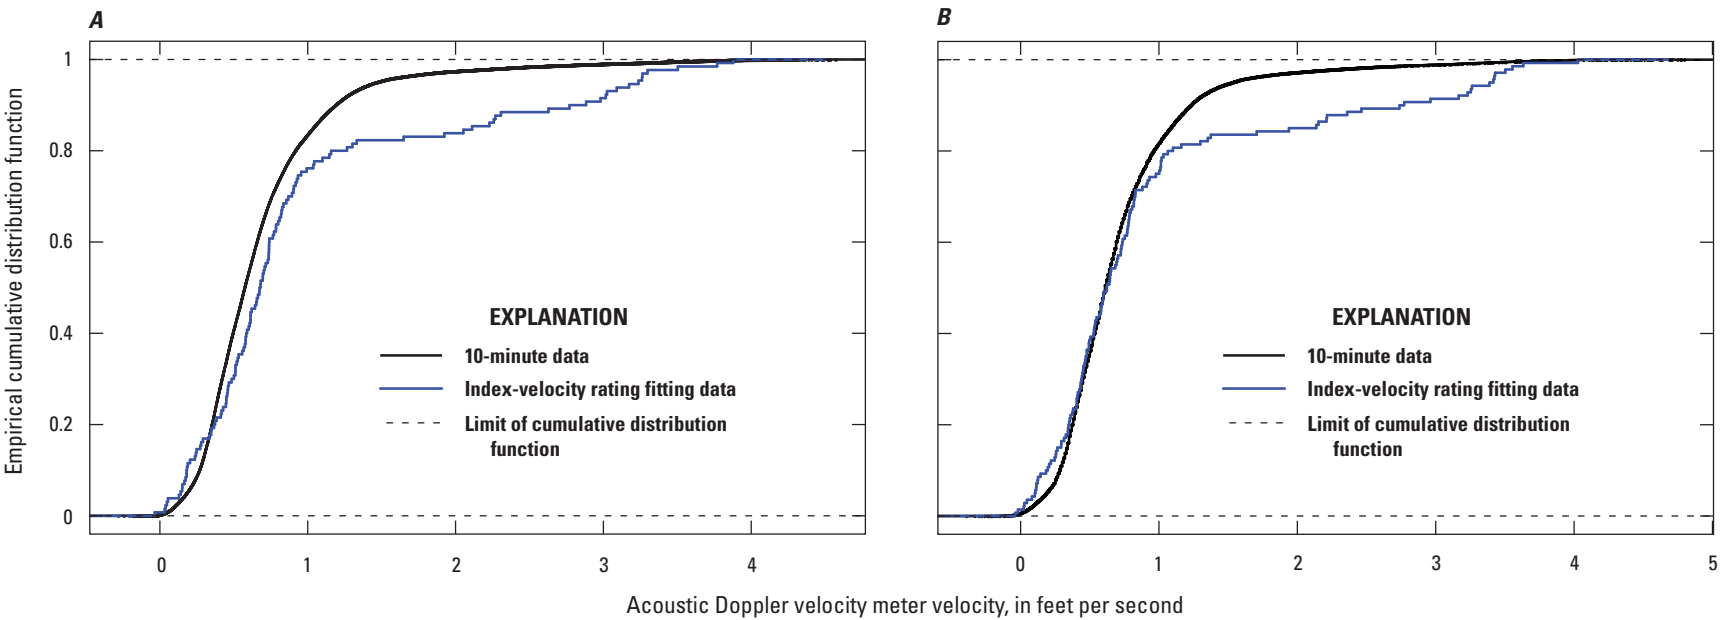 A
B
Empirical cumulative distribution function
1
0.8
0.6
0.4
0.2
0
EXPLANATION
10-minute data
Index-velocity rating fitting data
Limit of cumulative distribution
function
0 1 2 3 4
EXPLANATION
10-minute data
Index-velocity rating fitting data
Limit of cumulative distribution
function
0 1 2 3 4 5
Acoustic Doppler velocity meter velocity, in feet per second